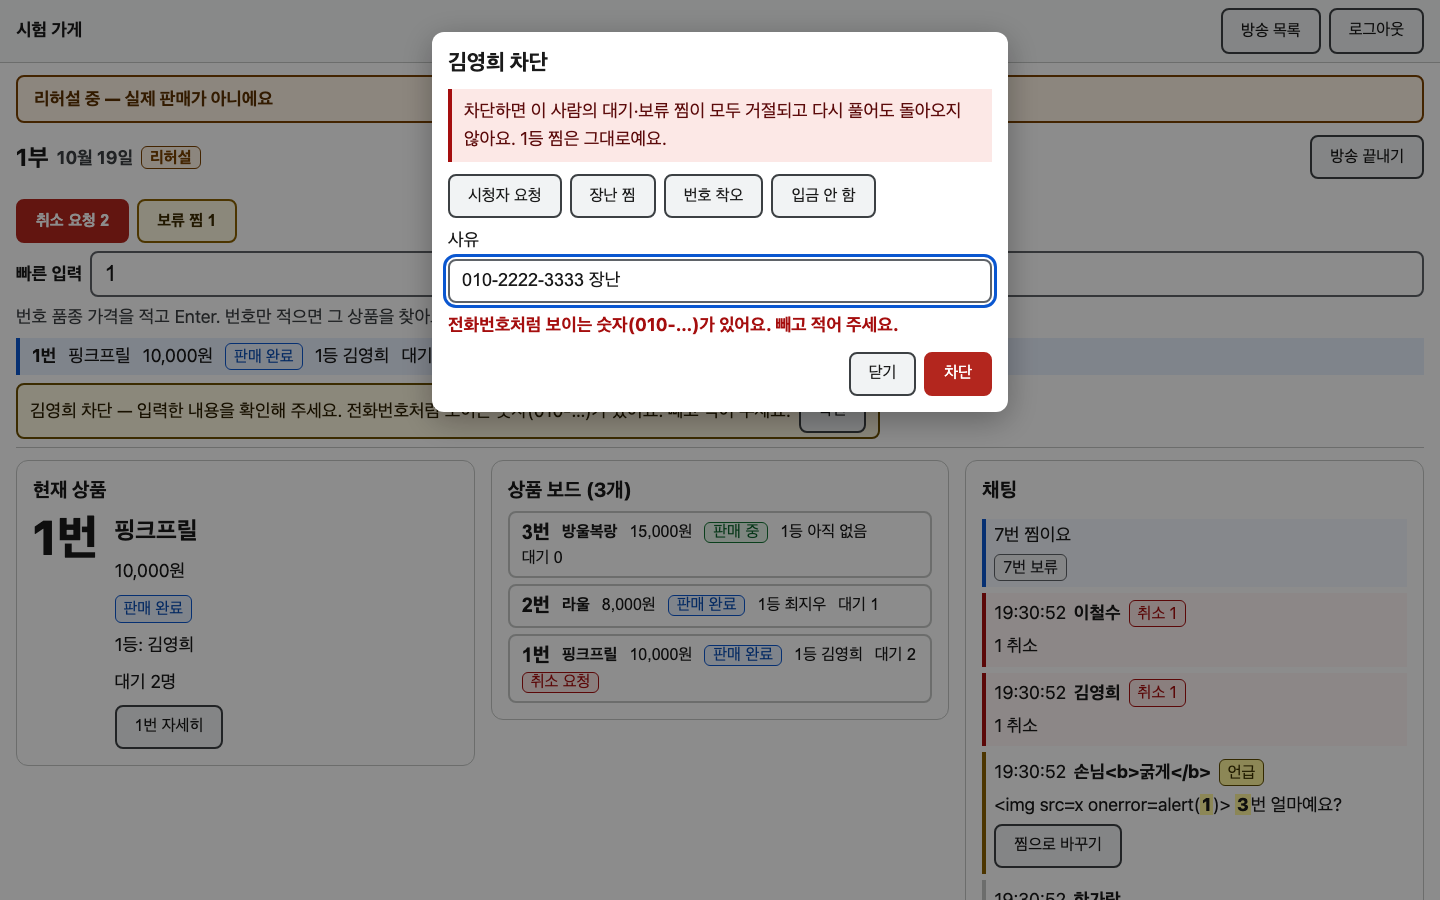 시험 가게
방송 목록
로그아웃
리허설 중 — 실제 판매가 아니에요
1부 10월 19일 리허설
방송 끝내기
취소 요청 2
보류 찜 1
빠른 입력
1
번호 품종 가격을 적고 Enter. 번호만 적으면 그 상품을 찾아
1번 핑크프릴 10,000원 판매 완료 1등 김영희 대기
김영희 차단 — 입력한 내용을 확인해 주세요. 전화번호처럼
김영희 차단
차단하면 이 사람의 대기·보류 찜이 모두 거절되고 다시 풀어도 돌아오지
않아요. 1등 찜은 그대로예요.
시청자 요청
장난 찜
번호 착오
입금 안 함
사유
010-2222-3333 장난
전화번호처럼 보이는 숫자(010-...)가 있어요. 빼고 적어 주세요.
닫기
차단
현재 상품
1번 핑크프릴
10,000원
판매 완료
1등: 김영희
대기 2명
1번 자세히
상품 보드 (3개)
3번 방울복랑 15,000원 판매 중 1등 아직 없음
대기 0
2번 라울 8,000원 판매 완료 1등 최지우 대기 1
1번 핑크프릴 10,000원 판매 완료 1등 김영희 대기 2
취소 요청
채팅
7번 찜이요
7번 보류
19:30:52 이철수 취소 1
1 취소
19:30:52 김영희 취소 1
1 취소
19:30:52 손님<b>굵게</b> 언급
<img src=x onerror=alert(1)> 3번 얼마예요?
찜으로 바꾸기
19:30:52